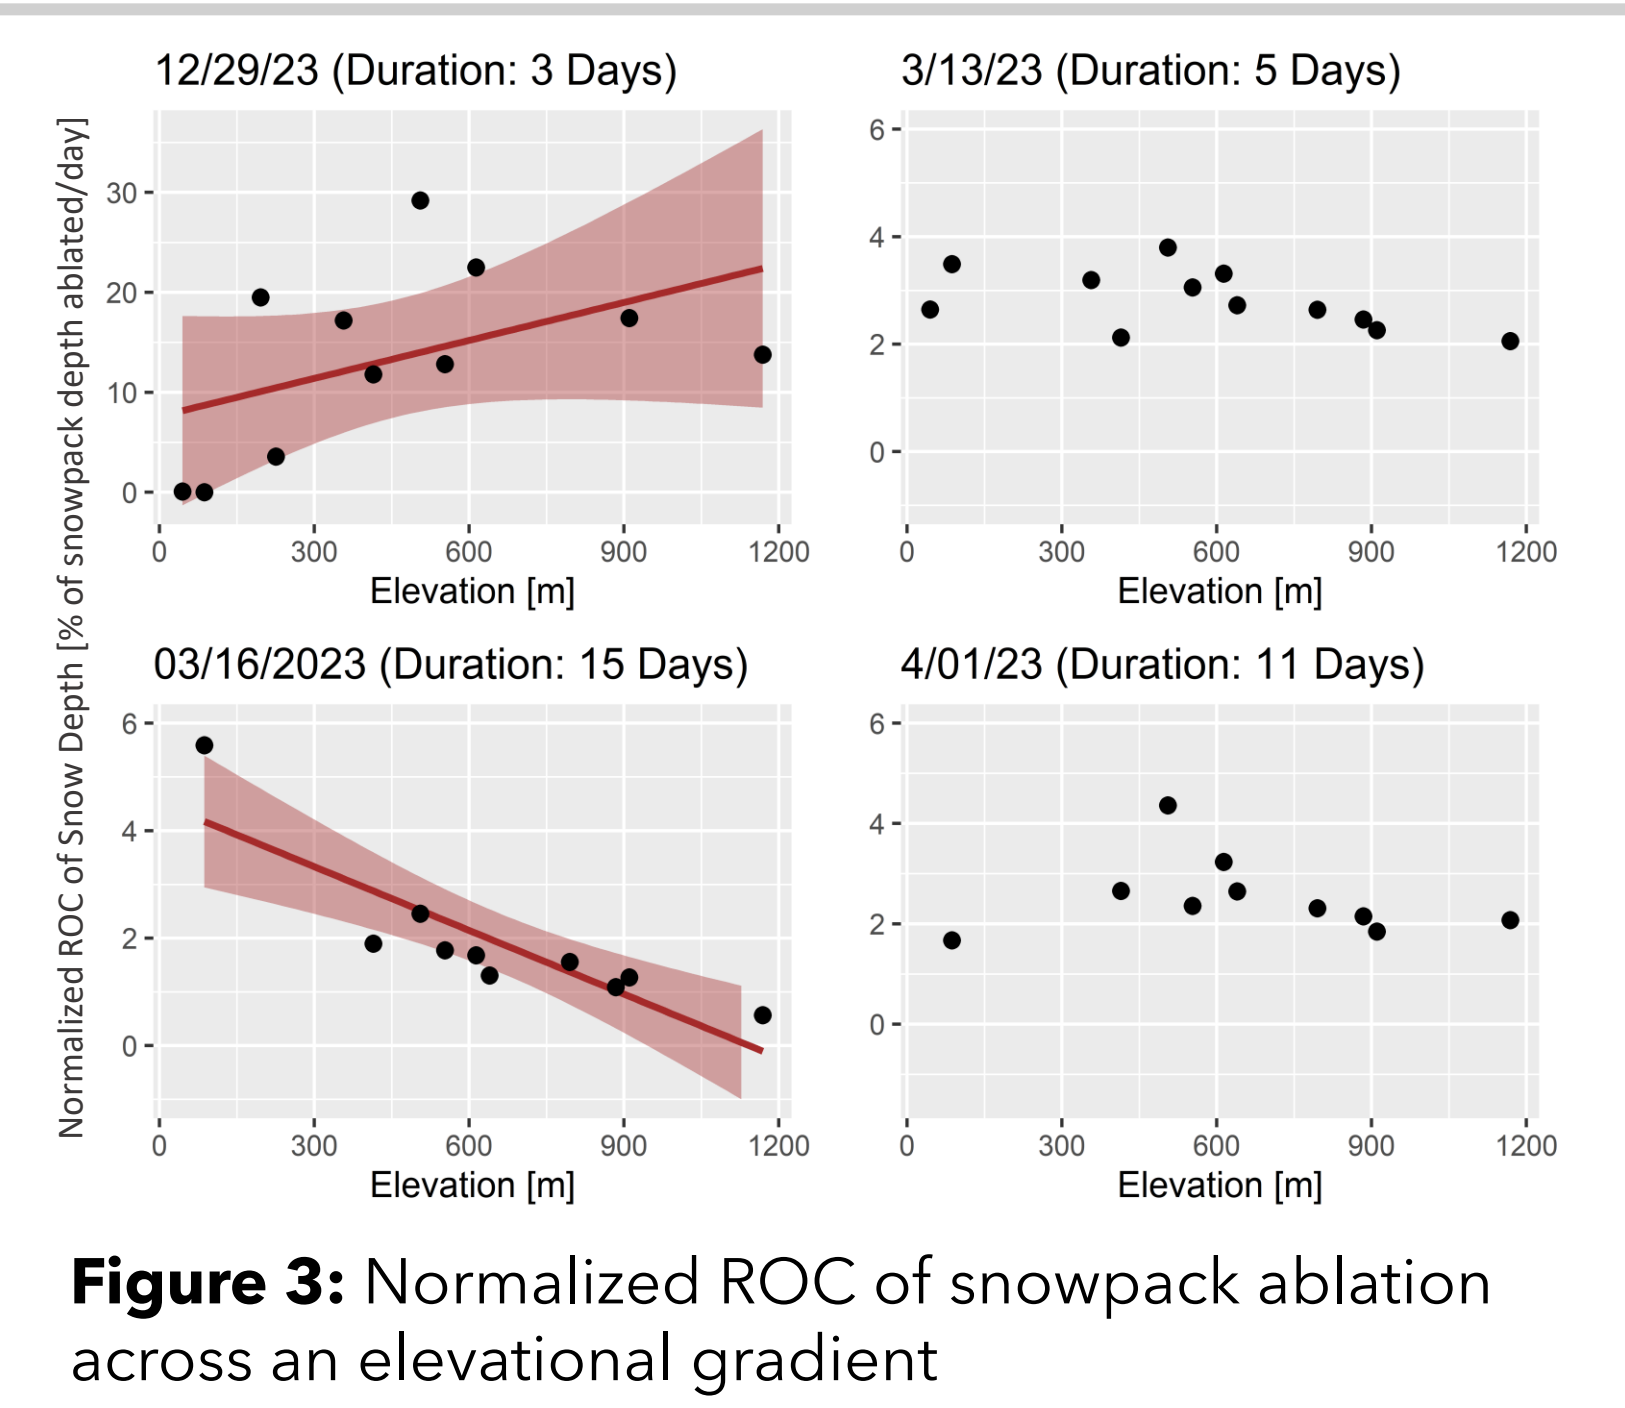 Normalized ROC of Snow Depth [% of snowpack depth ablated/day]
12/29/23 (Duration: 3 Days)
30
20
10
0
0 300 600 900 1200
Elevation [m]
3/13/23 (Duration: 5 Days)
6
4
2
0
0 300 600 900 1200
Elevation [m]
03/16/2023 (Duration: 15 Days)
6
4
2
0
0 300 600 900 1200
Elevation [m]
4/01/23 (Duration: 11 Days)
6
4
2
0
0 300 600 900 1200
Elevation [m]
Figure 3: Normalized ROC of snowpack ablation
across an elevational gradient